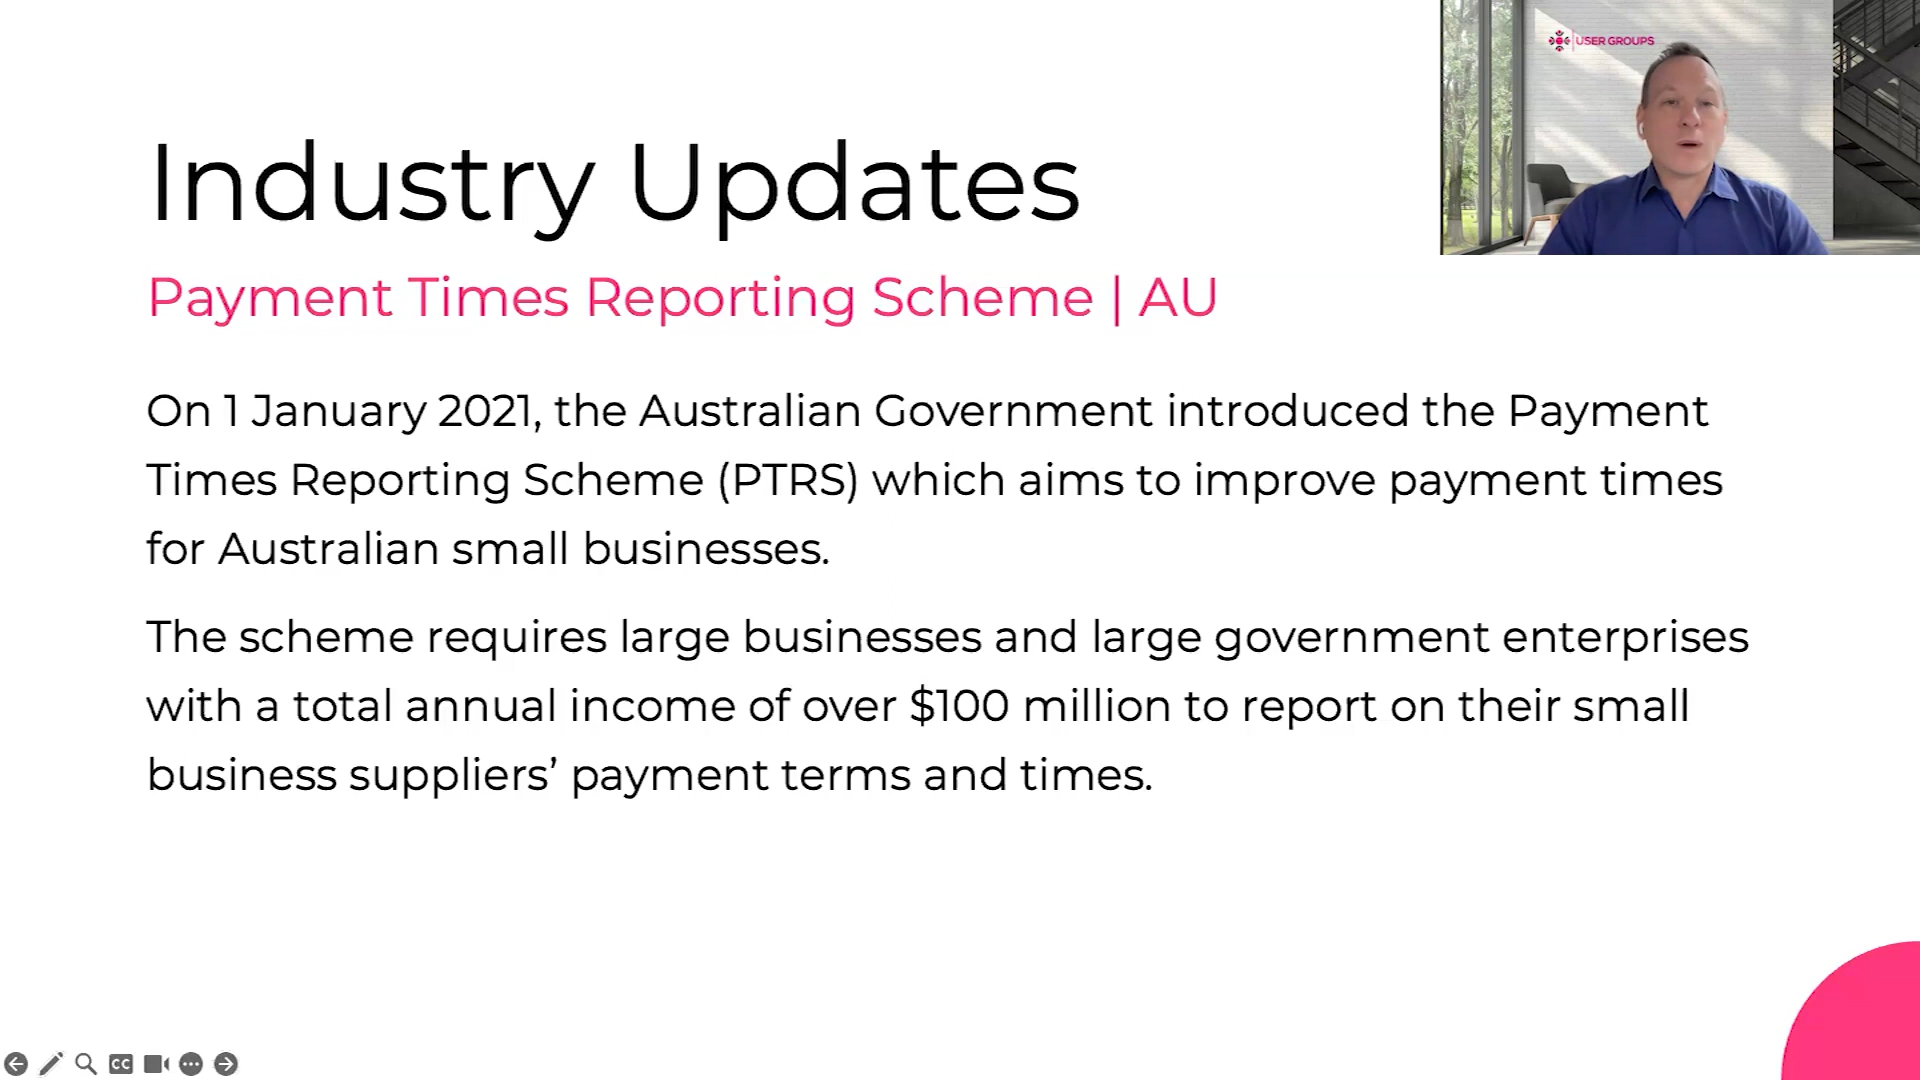 USER GROUPS
Industry Updates
Payment Times Reporting Scheme | AU
On 1 January 2021, the Australian Government introduced the Payment
Times Reporting Scheme (PTRS) which aims to improve payment times
for Australian small businesses.
The scheme requires large businesses and large government enterprises
with a total annual income of over $100 million to report on their small
business suppliers’ payment terms and times.
CC